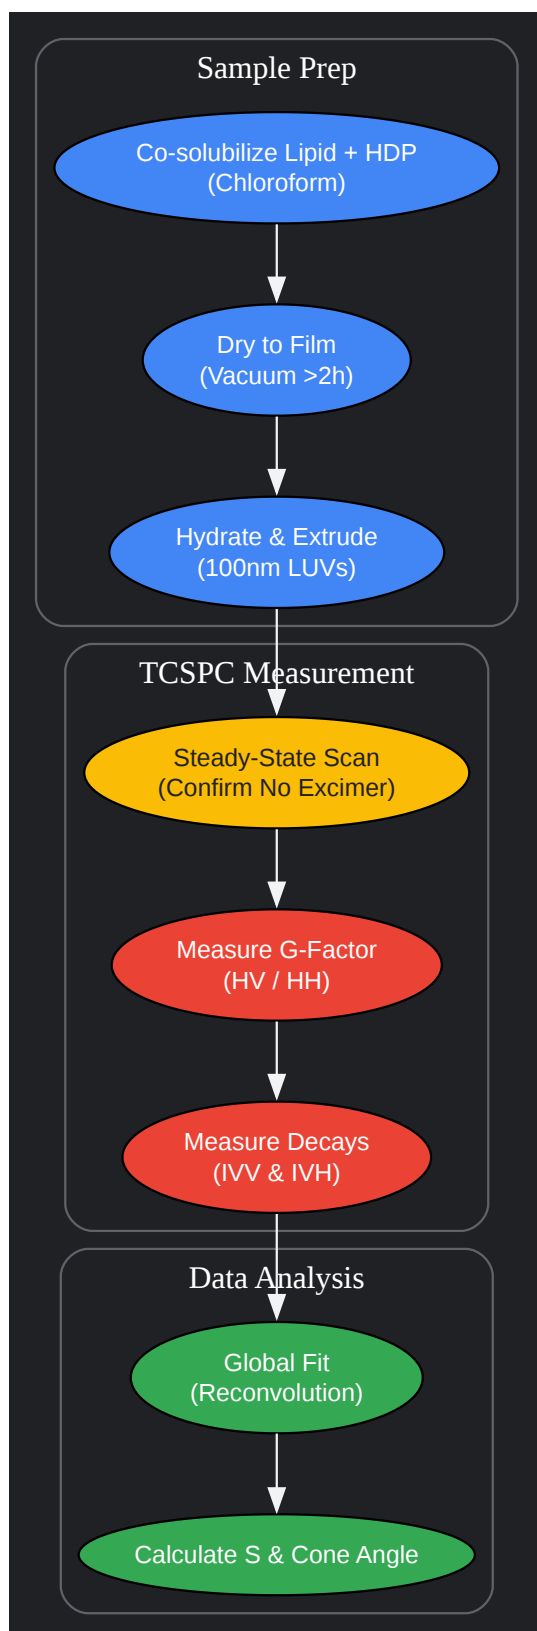 Sample Prep
Co-solubilize Lipid + HDP
(Chloroform)
Dry to Film
(Vacuum >2h)
Hydrate & Extrude
(100nm LUVs)
TCSPC Measurement
Steady-State Scan
(Confirm No Excimer)
Measure G-Factor
(HV / HH)
Measure Decays
(IVV & IVH)
Data Analysis
Global Fit
(Reconvolution)
Calculate S & Cone Angle